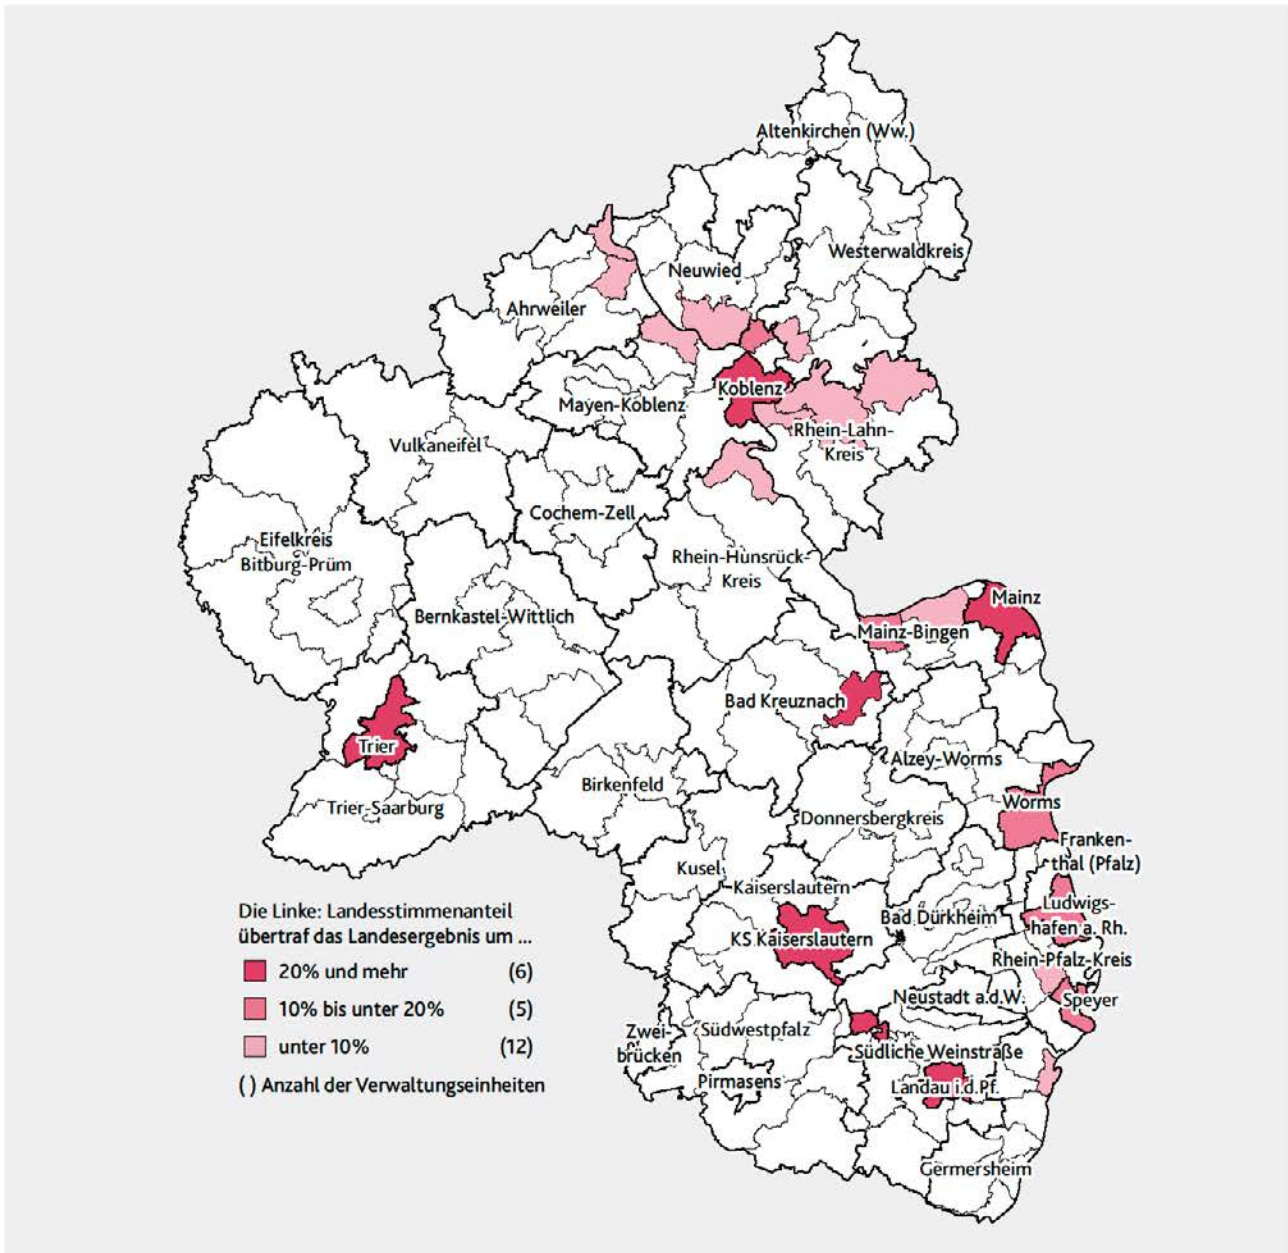 Altenkirchen (Ww.)
Westerwaldkreis
Neuwied
Ahrweiler
Koblenz
Mayen-Koblenz
Rhein-Lahn-
Kreis
Vulkaneifel
Cochem-Zell
Eifelkreis
Bitburg-Prüm
Rhein-Hunsrück-
Kreis
Bernkastel-Wittlich
Mainz
Mainz-Bingen
Bad Kreuznach
Trier
Alzey-Worms
Birkenfeld
Trier-Saarburg
Worms
Donnersbergkreis
Franken-
thal (Pfalz)
Kusel
Kaiserslautern
Ludwigs-
hafen a. Rh.
Bad Dürkheim
KS Kaiserslautern
Rhein-Pfalz-Kreis
Neustadt a.d.W.
Speyer
Zwei-
brücken
Südwestpfalz
Südliche Weinstraße
Pirmasens
Landau i.d.Pf.
Germersheim
Die Linke: Landesstimmenanteil
übertraf das Landesergebnis um ...
20% und mehr (6)
10% bis unter 20% (5)
unter 10% (12)
( ) Anzahl der Verwaltungseinheiten